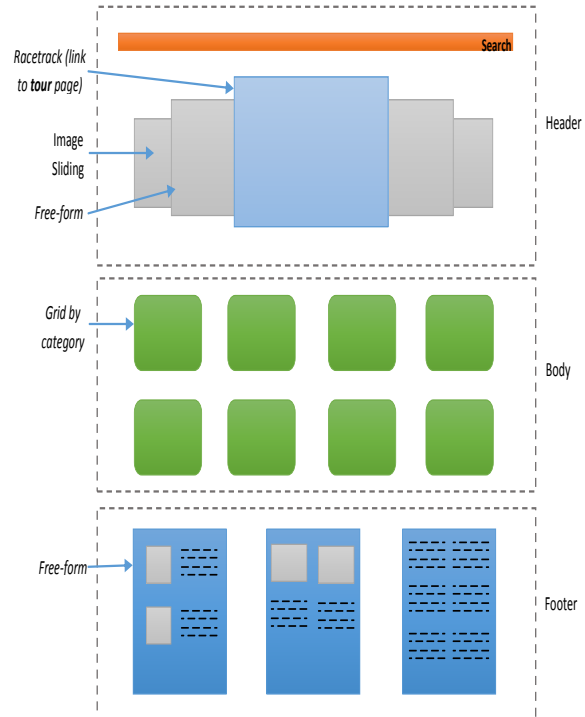 Search
Racetrack (link
to tour page)
Header
Image
Sliding
Free-form
Grid by
category
Body
Free-form
Footer